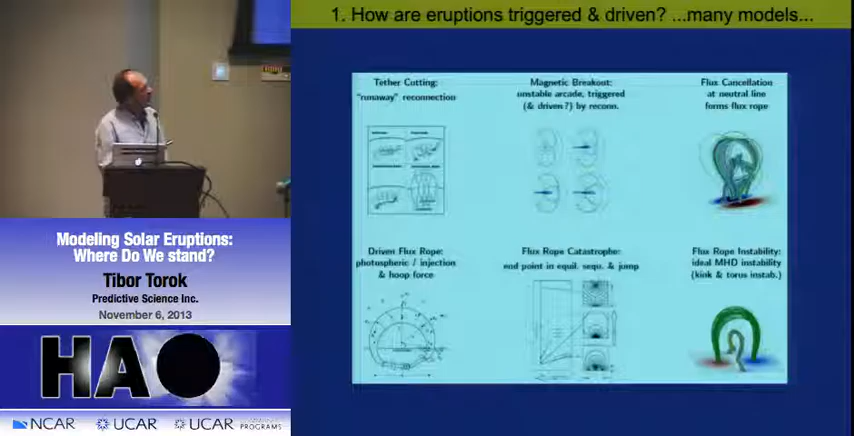 1. How are eruptions triggered & driven? ...many models...
Tether Cutting:
"runaway" reconnection
Magnetic Breakout:
unstable arcade, triggered
(& driven?) by reconn.
Flux Cancellation
at neutral line
forms flux rope
Driven Flux Rope:
photospheric / injection
& hoop force
Flux Rope Catastrophe:
end point in equil. sequ. & jump
Flux Rope Instability:
ideal MHD instability
(kink & torus instab.)
Modeling Solar Eruptions:
Where Do We stand?
Tibor Torok
Predictive Science Inc.
November 6, 2013
HAO
NCAR UCAR UCAR
PROGRAMS